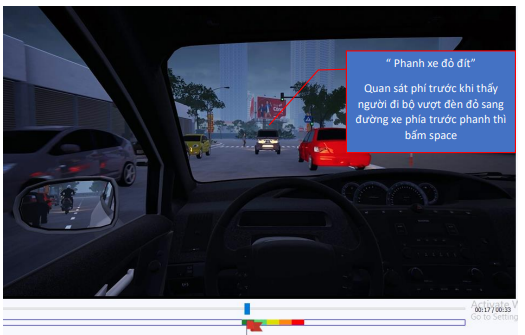 “ Phanh xe đỏ đít”
Quan sát phí trước khi thấy
người đi bộ vượt đèn đỏ sang
đường xe phía trước phanh thì
bấm space
Activate W
00:17 / 00:33
Go to Setting